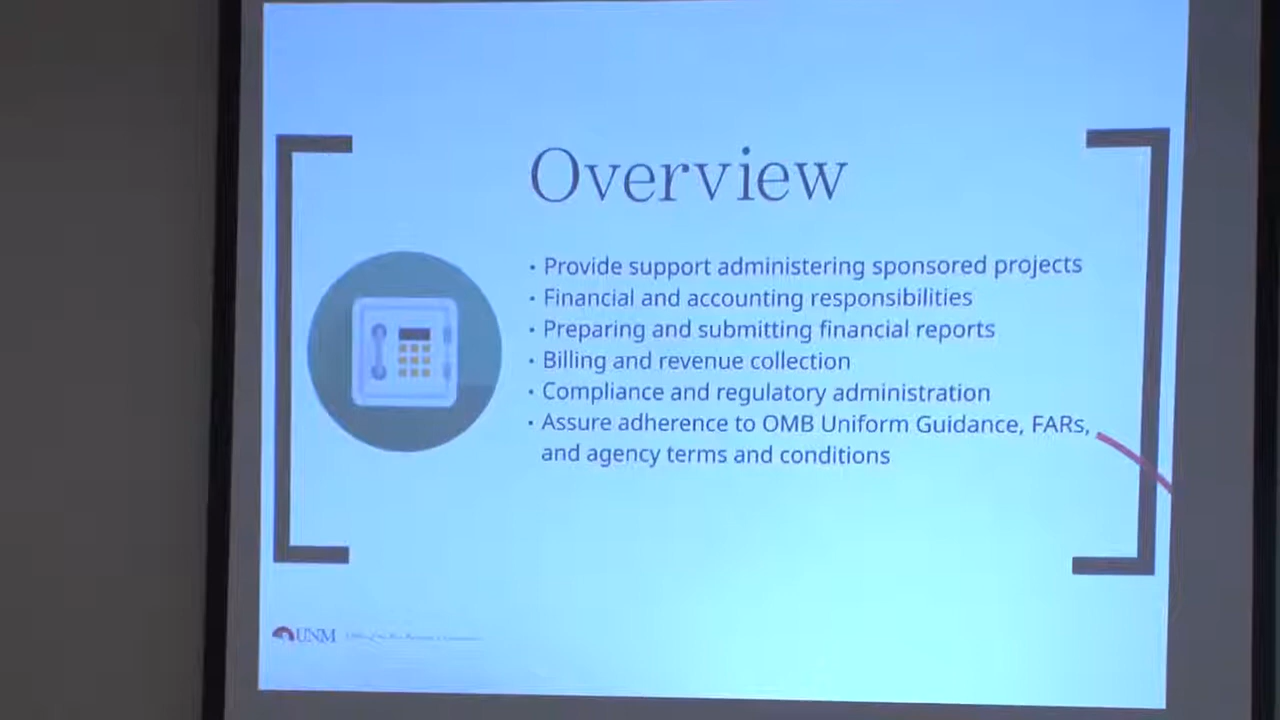 Overview
• Provide support administering sponsored projects
• Financial and accounting responsibilities
• Preparing and submitting financial reports
• Billing and revenue collection
• Compliance and regulatory administration
• Assure adherence to OMB Uniform Guidance, FARs,
and agency terms and conditions
UNM